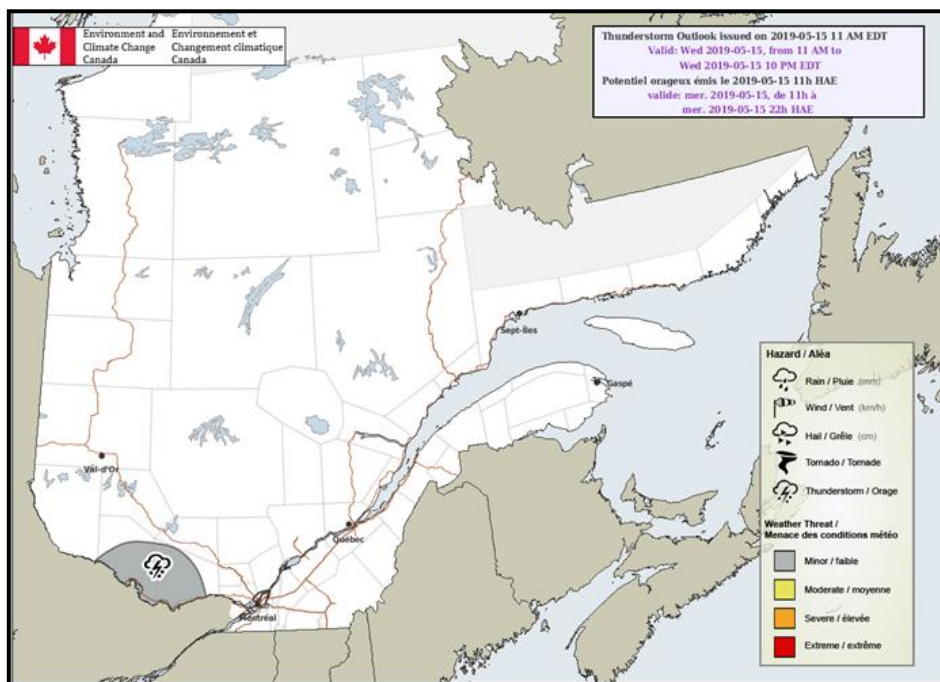 Environment and
Climate Change
Canada
Environnement et
Changement climatique
Canada
Thunderstorm Outlook issued on 2019-05-15 11 AM EDT
Valid: Wed 2019-05-15, from 11 AM to
Wed 2019-05-15 10 PM EDT
Potentiel orageux émis le 2019-05-15 11h HAE
valide: mer. 2019-05-15, de 11h à
mer. 2019-05-15 22h HAE
Sept-Îles
Gaspé
Val-d'Or
Québec
Montréal
Hazard / Aléa
Rain / Pluie (mm)
Wind / Vent (km/h)
Hail / Grêle (cm)
Tornado / Tornade
Thunderstorm / Orage
Weather Threat /
Menace des conditions météo
Minor / faible
Moderate / moyenne
Severe / élevée
Extreme / extrême